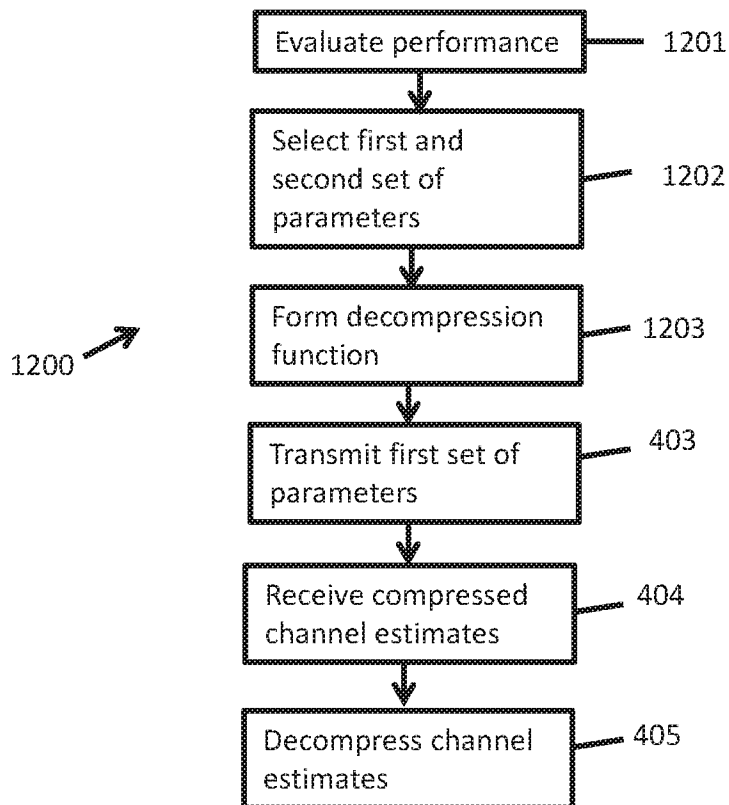 Evaluate performance
1201
Select first and
second set of
parameters
1202
Form decompression
function
1203
1200
Transmit first set of
parameters
403
Receive compressed
channel estimates
404
Decompress channel
estimates
405